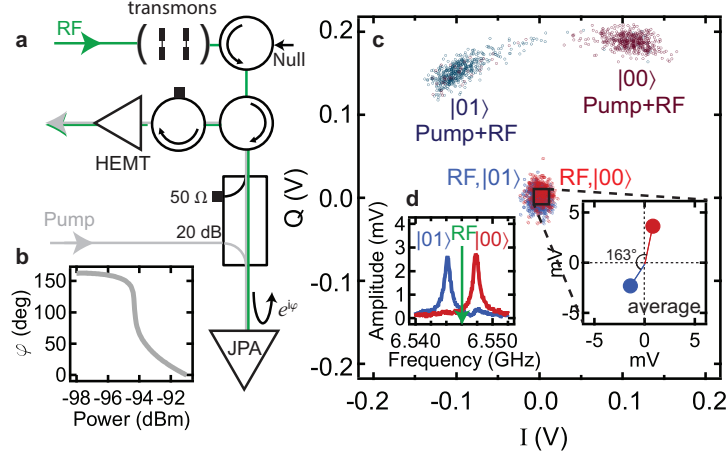 transmons
a
RF
Null
HEMT
50 Ω
Pump
20 dB
b
e^iφ
JPA
φ (deg)
150
100
50
0
-98 -96 -94 -92
Power (dBm)
c
Q (V)
0.2
0.1
0.0
-0.1
-0.2
|01⟩
Pump+RF
|00⟩
Pump+RF
RF,|01⟩
RF,|00⟩
d
Amplitude (mV)
4
3
2
1
0
|01⟩
RF
|00⟩
6.540
6.550
Frequency (GHz)
5
0
-5
mV
163°
average
-5 0 5
mV
-0.2 -0.1 0.0 0.1 0.2
I (V)